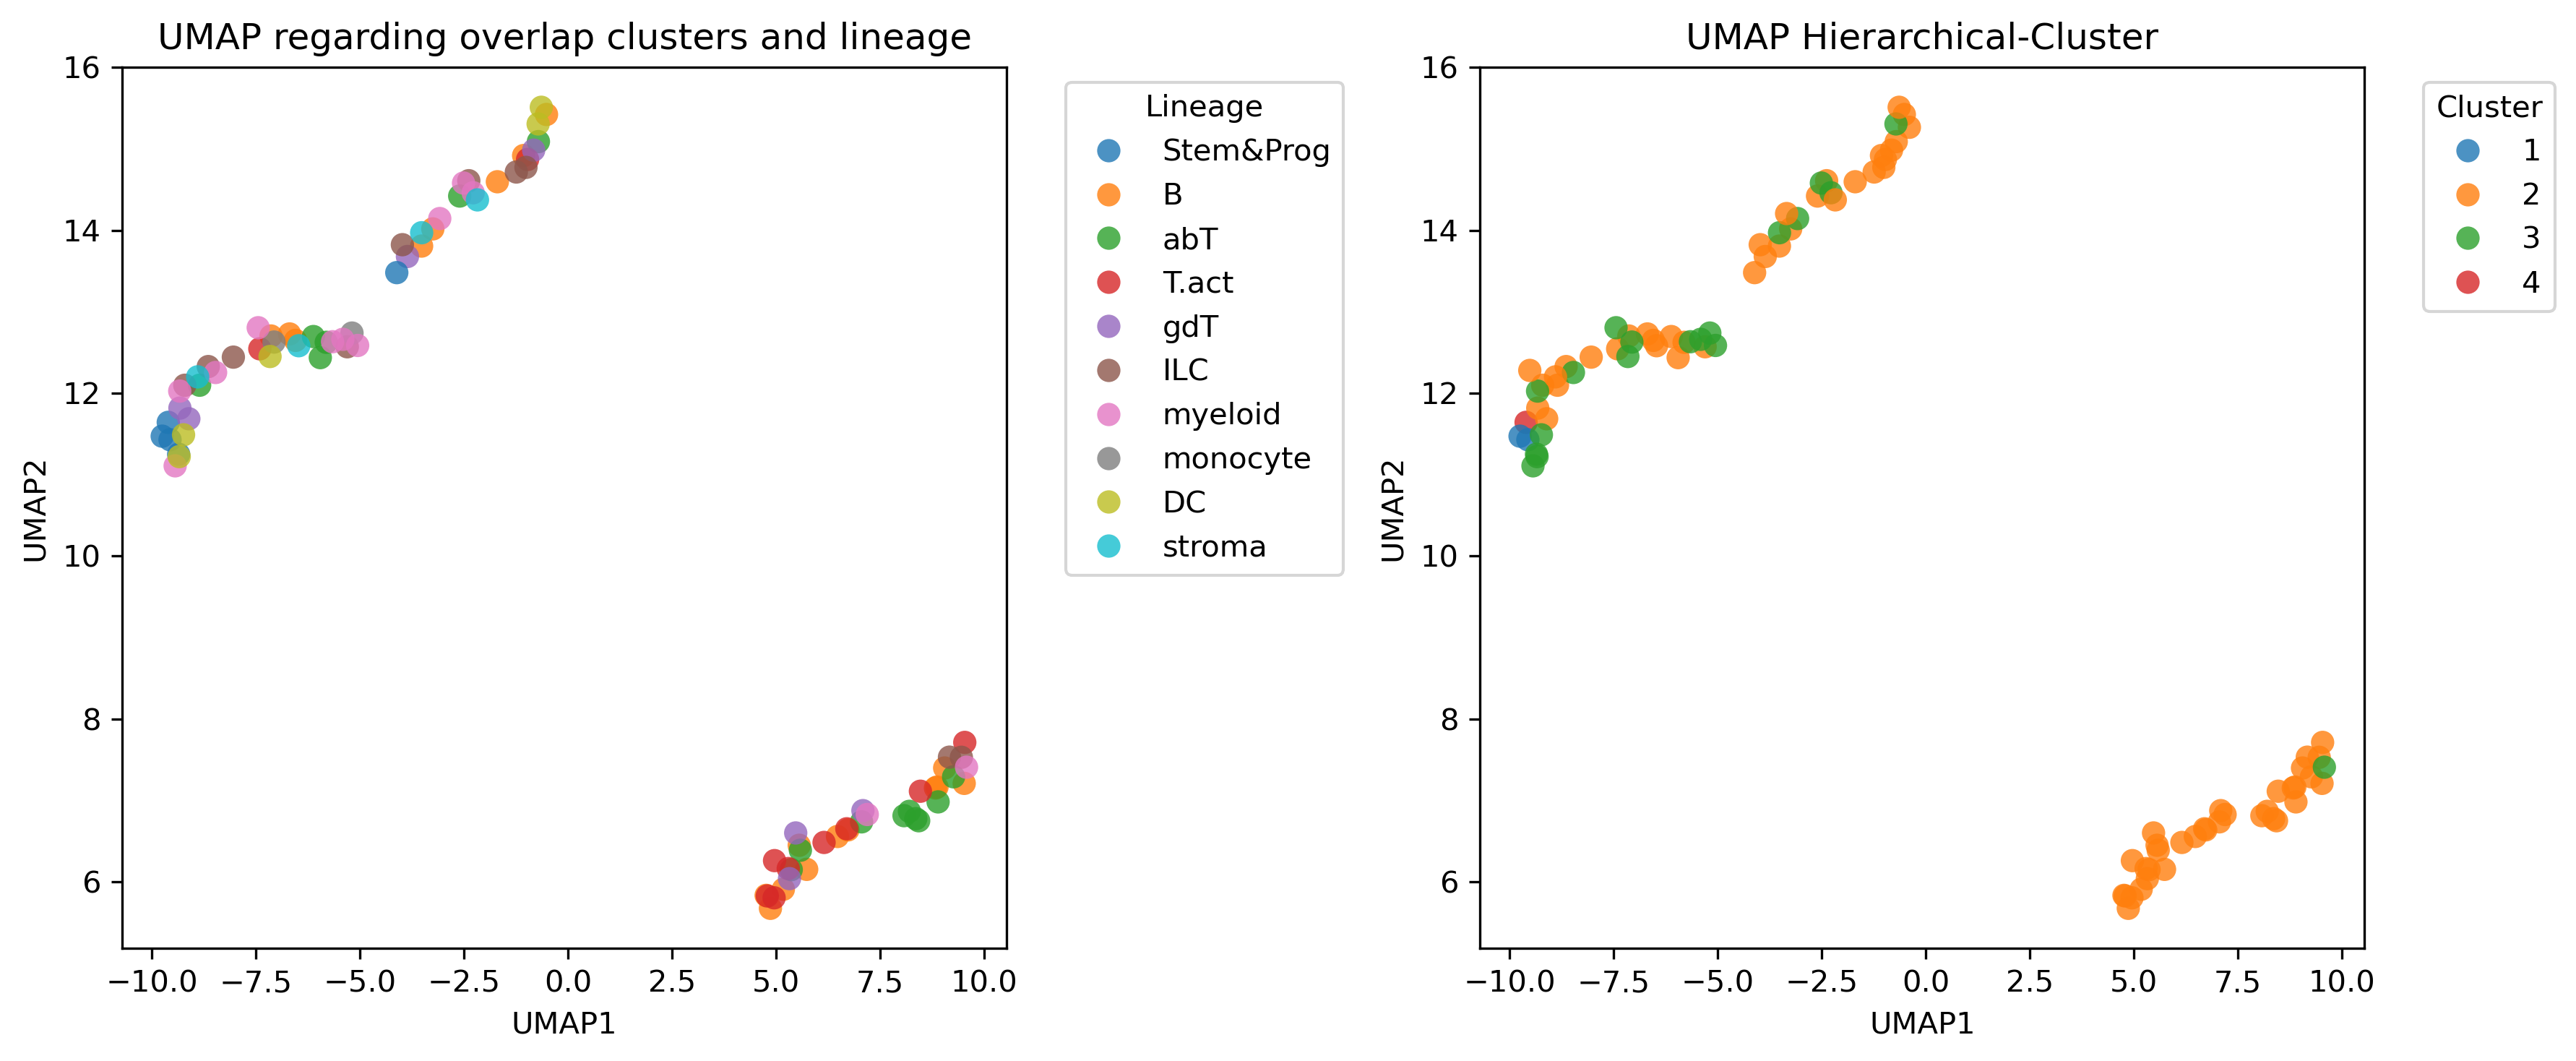 UMAP regarding overlap clusters and lineage
16
14
12
10
8
6
UMAP2
−10.0 −7.5 −5.0 −2.5 0.0 2.5 5.0 7.5 10.0
UMAP1
Lineage
Stem&Prog
B
abT
T.act
gdT
ILC
myeloid
monocyte
DC
stroma
UMAP Hierarchical-Cluster
16
14
12
10
8
6
UMAP2
−10.0 −7.5 −5.0 −2.5 0.0 2.5 5.0 7.5 10.0
UMAP1
Cluster
1
2
3
4